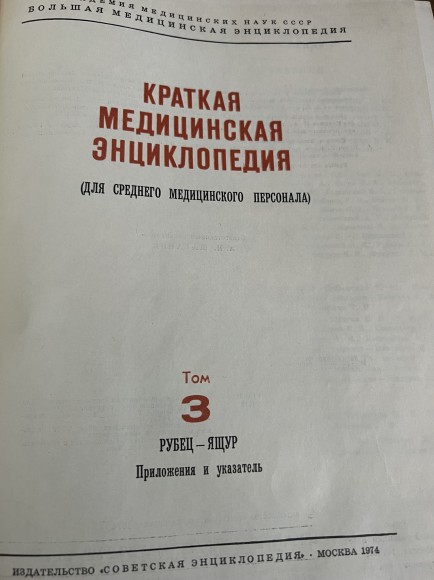 АКАДЕМИЯ МЕДИЦИНСКИХ НАУК СССР
БОЛЬШАЯ МЕДИЦИНСКАЯ ЭНЦИКЛОПЕДИЯ
КРАТКАЯ
МЕДИЦИНСКАЯ
ЭНЦИКЛОПЕДИЯ
(ДЛЯ СРЕДНЕГО МЕДИЦИНСКОГО ПЕРСОНАЛА)
Том
3
РУБЕЦ – ЯЩУР
Приложения и указатель
ИЗДАТЕЛЬСТВО «СОВЕТСКАЯ ЭНЦИКЛОПЕДИЯ» · МОСКВА 1974